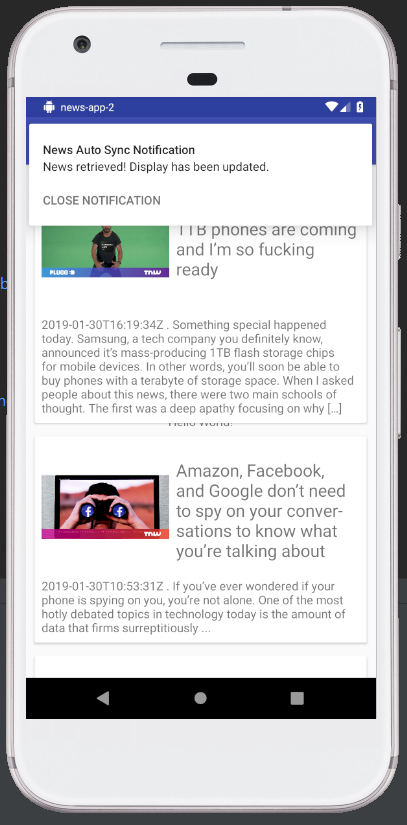 news-app-2
News Auto Sync Notification
News retrieved! Display has been updated.
CLOSE NOTIFICATION
1TB phones are coming
and I'm so fucking
ready
PLUGG :B
TNW
2019-01-30T16:19:34Z . Something special happened
today. Samsung, a tech company you definitely know,
announced it's mass-producing 1TB flash storage chips
for mobile devices. In other words, you'll soon be able to
buy phones with a terabyte of storage space. When I asked
people about this news, there were two main schools of
thought. The first was a deep apathy focusing on why […]
Hello World!
Amazon, Facebook,
and Google don't need
to spy on your conver-
sations to know what
you're talking about
TNW
2019-01-30T10:53:31Z . If you've ever wondered if your
phone is spying on you, you're not alone. One of the most
hotly debated topics in technology today is the amount of
data that firms surreptitiously ...